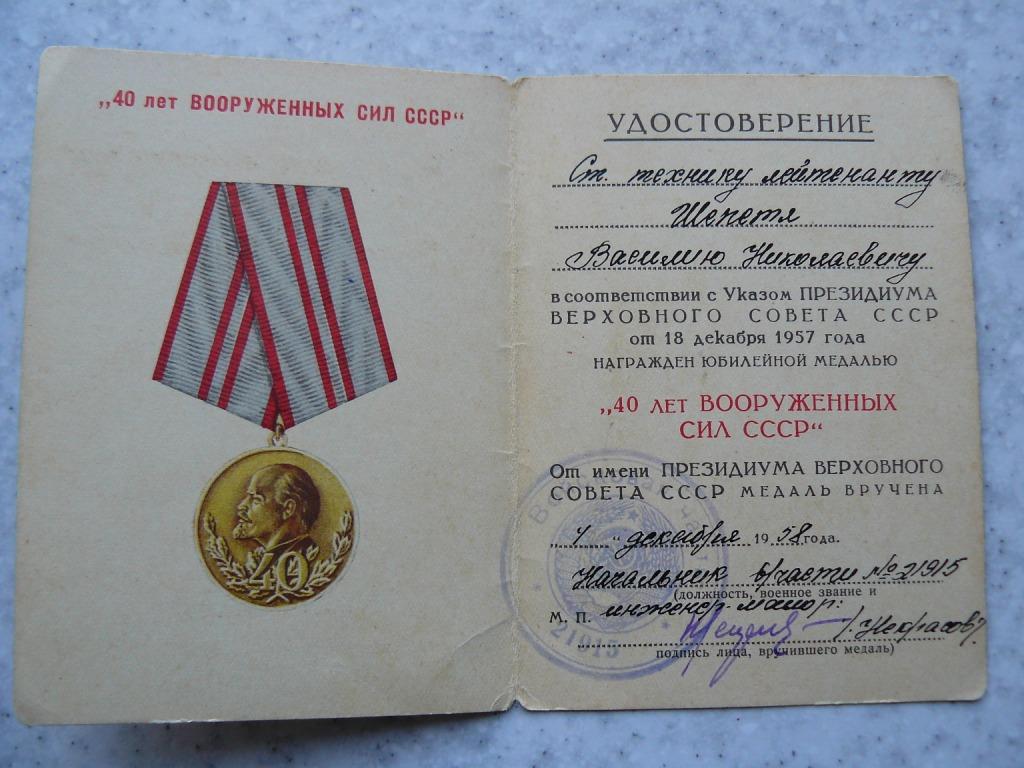 „40 лет ВООРУЖЕННЫХ СИЛ СССР“
40
УДОСТОВЕРЕНИЕ
Ст. технику лейтенанту
Шепетя
Василию Николаевичу
в соответствии с Указом ПРЕЗИДИУМА
ВЕРХОВНОГО СОВЕТА СССР
от 18 декабря 1957 года
НАГРАЖДЕН ЮБИЛЕЙНОЙ МЕДАЛЬЮ
„40 ЛЕТ ВООРУЖЕННЫХ
СИЛ СССР“
От имени ПРЕЗИДИУМА ВЕРХОВНОГО
СОВЕТА СССР МЕДАЛЬ ВРУЧЕНА
„1“ декабря 1958 года.
Начальник в/части №21915
(должность, военное звание и
М. П. инженер-майор:
/Некрасов/
подпись лица, вручившего медаль)
21915